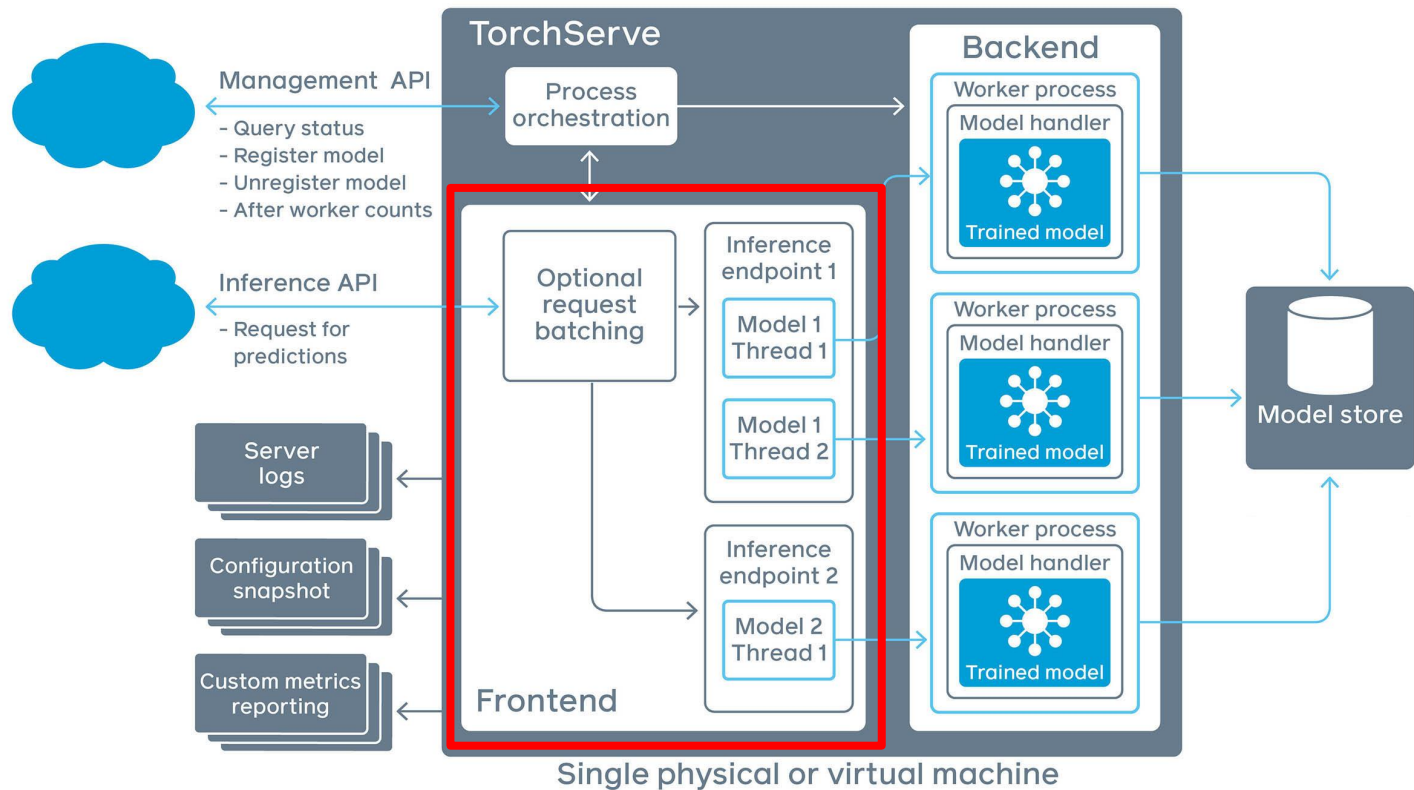 TorchServe
Backend
Management API
- Query status
- Register model
- Unregister model
- After worker counts
Process
orchestration
Inference API
- Request for
predictions
Optional
request
batching
Inference
endpoint 1
Model 1
Thread 1
Model 1
Thread 2
Inference
endpoint 2
Model 2
Thread 1
Frontend
Worker process
Model handler
Trained model
Worker process
Model handler
Trained model
Worker process
Model handler
Trained model
Model store
Server
logs
Configuration
snapshot
Custom metrics
reporting
Single physical or virtual machine